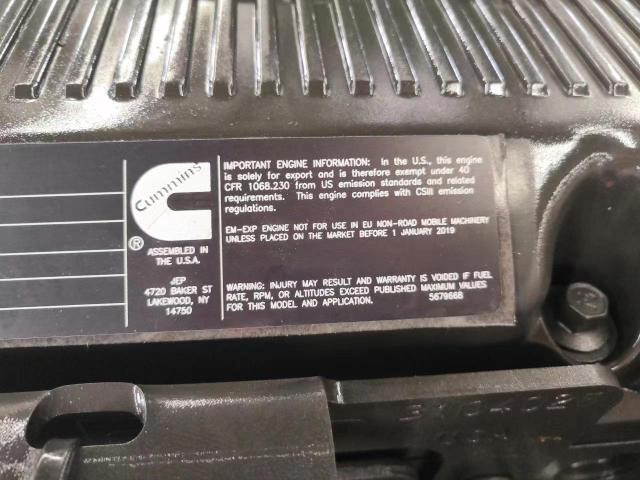 Cummins
®
ASSEMBLED IN
THE U.S.A.
JEP
4720 BAKER ST
LAKEWOOD, NY
14750
IMPORTANT ENGINE INFORMATION: In the U.S., this engine
is solely for export and is therefore exempt under 40
CFR 1068.230 from US emission standards and related
requirements. This engine complies with CSIII emission
regulations.
EM-EXP ENGINE NOT FOR USE IN EU NON-ROAD MOBILE MACHINERY
UNLESS PLACED ON THE MARKET BEFORE 1 JANUARY 2019
WARNING: INJURY MAY RESULT AND WARRANTY IS VOIDED IF FUEL
RATE, RPM, OR ALTITUDES EXCEED PUBLISHED MAXIMUM VALUES
FOR THIS MODEL AND APPLICATION.
5679668